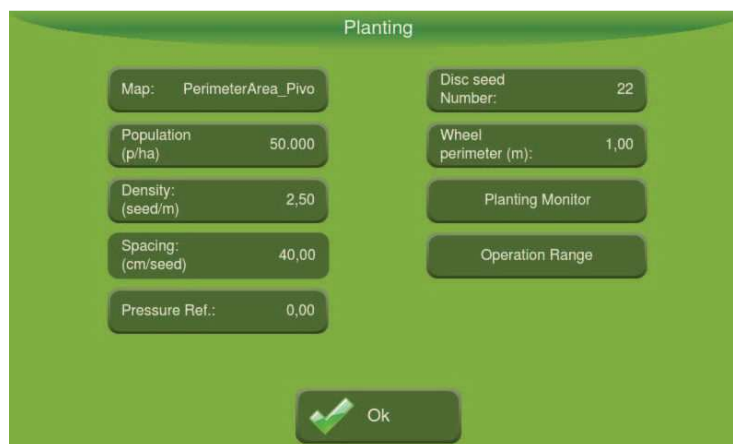 Planting
Map: PerimeterArea_Pivo
Population
(p/ha) 50.000
Density:
(seed/m) 2,50
Spacing:
(cm/seed) 40,00
Pressure Ref.: 0,00
Disc seed
Number: 22
Wheel
perimeter (m): 1,00
Planting Monitor
Operation Range
Ok